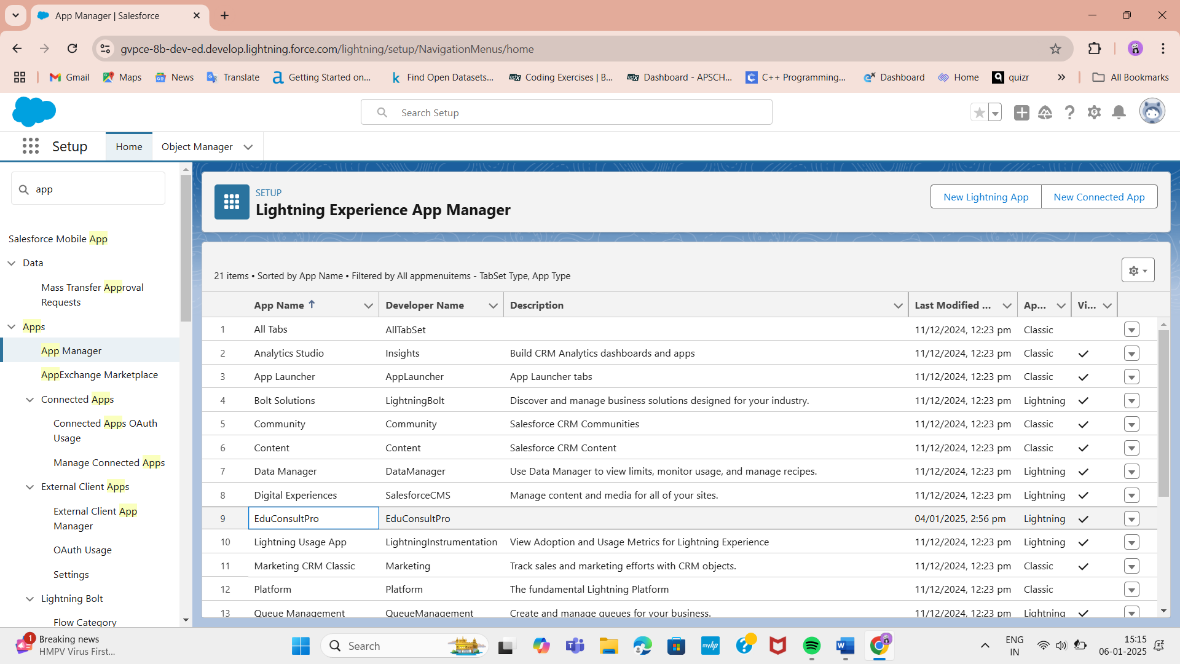 App Manager | Salesforce
gvpce-8b-dev-ed.develop.lightning.force.com/lightning/setup/NavigationMenus/home
Gmail Maps News Translate Getting Started on... Find Open Datasets... Coding Exercises | B... Dashboard - APSCH... C++ Programming,... Dashboard Home quizr » All Bookmarks
Search Setup
Setup Home Object Manager
app
Salesforce Mobile App
Data
Mass Transfer Approval
Requests
Apps
App Manager
AppExchange Marketplace
Connected Apps
Connected Apps OAuth
Usage
Manage Connected Apps
External Client Apps
External Client App
Manager
OAuth Usage
Settings
Lightning Bolt
Flow Category
SETUP
Lightning Experience App Manager
New Lightning App New Connected App
21 items • Sorted by App Name • Filtered by All appmenuitems - TabSet Type, App Type
App Name Developer Name Description Last Modified ... Ap... Vi...
1 All Tabs AllTabSet 11/12/2024, 12:23 pm Classic
2 Analytics Studio Insights Build CRM Analytics dashboards and apps 11/12/2024, 12:23 pm Classic
3 App Launcher AppLauncher App Launcher tabs 11/12/2024, 12:23 pm Classic
4 Bolt Solutions LightningBolt Discover and manage business solutions designed for your industry. 11/12/2024, 12:23 pm Lightning
5 Community Community Salesforce CRM Communities 11/12/2024, 12:23 pm Classic
6 Content Content Salesforce CRM Content 11/12/2024, 12:23 pm Classic
7 Data Manager DataManager Use Data Manager to view limits, monitor usage, and manage recipes. 11/12/2024, 12:23 pm Lightning
8 Digital Experiences SalesforceCMS Manage content and media for all of your sites. 11/12/2024, 12:23 pm Lightning
9 EduConsultPro EduConsultPro 04/01/2025, 2:56 pm Lightning
10 Lightning Usage App LightningInstrumentation View Adoption and Usage Metrics for Lightning Experience 11/12/2024, 12:23 pm Lightning
11 Marketing CRM Classic Marketing Track sales and marketing efforts with CRM objects. 11/12/2024, 12:23 pm Classic
12 Platform Platform The fundamental Lightning Platform 11/12/2024, 12:23 pm Classic
13 Queue Management QueueManagement Create and manage queues for your business. 11/12/2024, 12:23 pm Lightning
1
Breaking news
HMPV Virus First...
Search
ENG
IN
15:15
06-01-2025